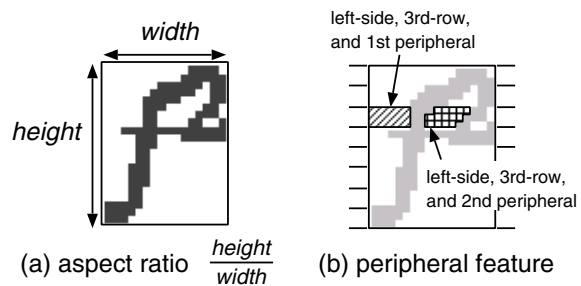 width
height
(a) aspect ratio height
width
left-side, 3rd-row,
and 1st peripheral
left-side, 3rd-row,
and 2nd peripheral
(b) peripheral feature